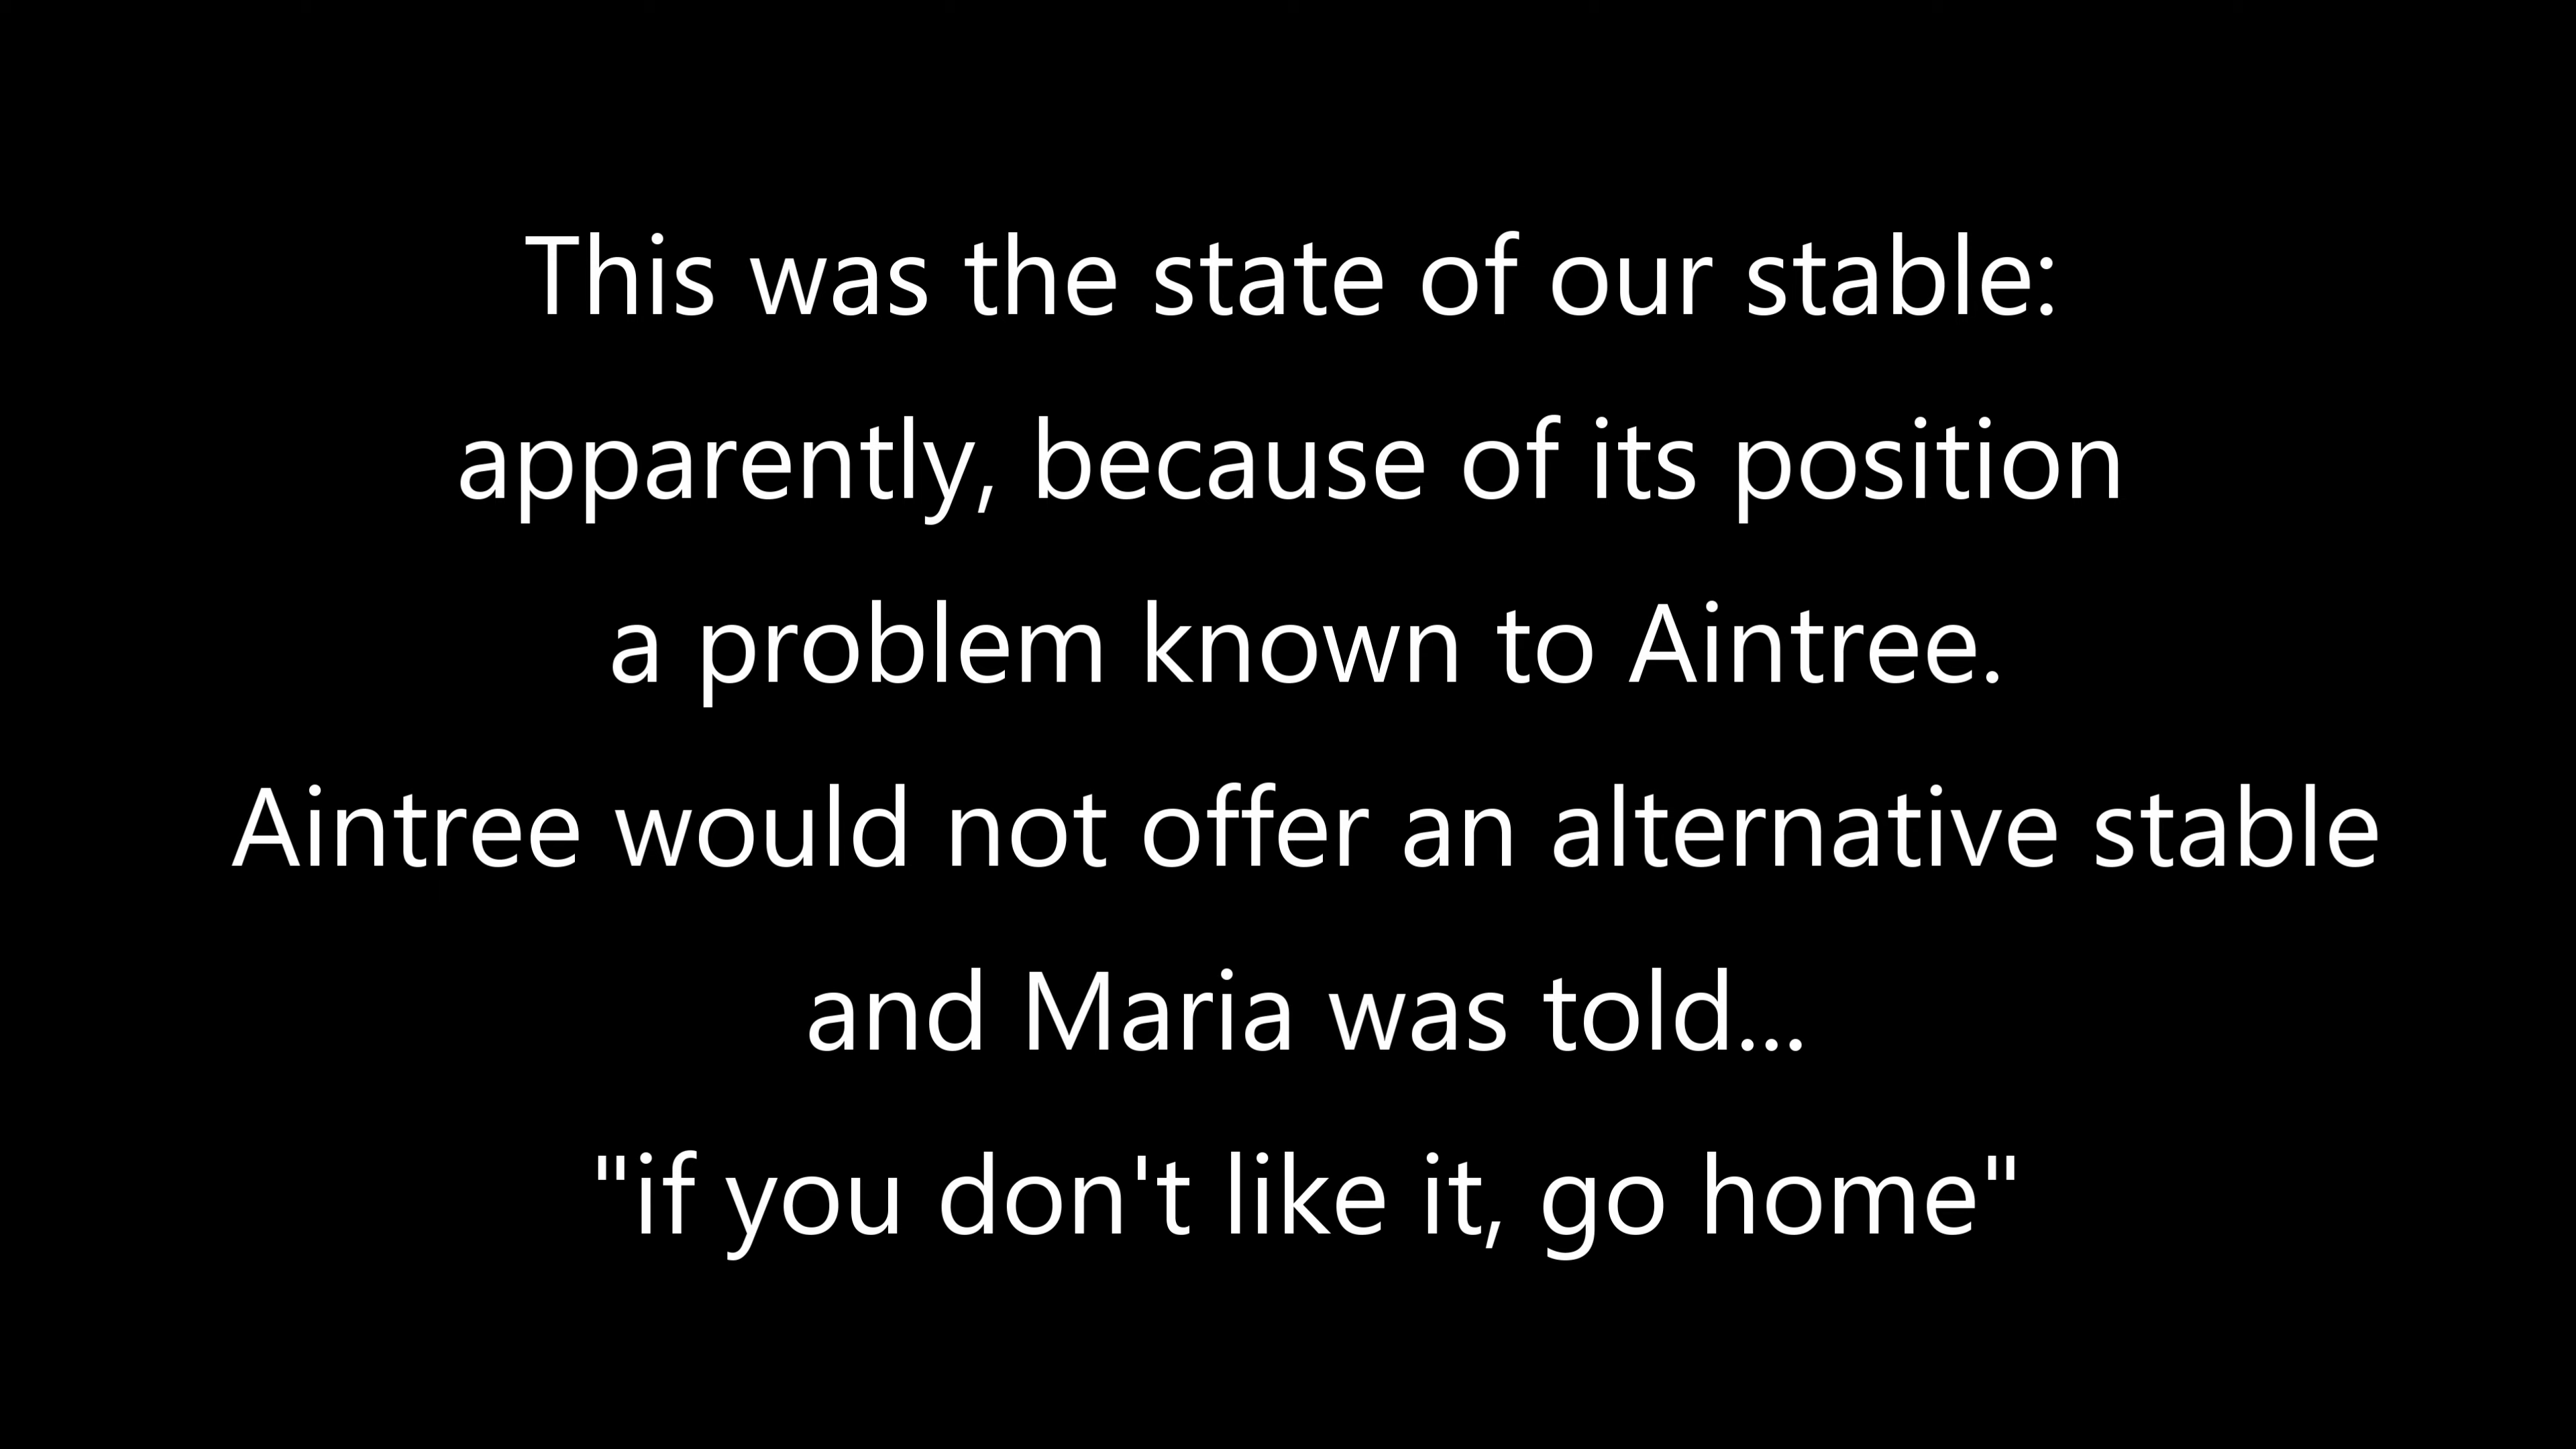 This was the state of our stable:
apparently, because of its position
a problem known to Aintree.
Aintree would not offer an alternative stable
and Maria was told...
"if you don't like it, go home"